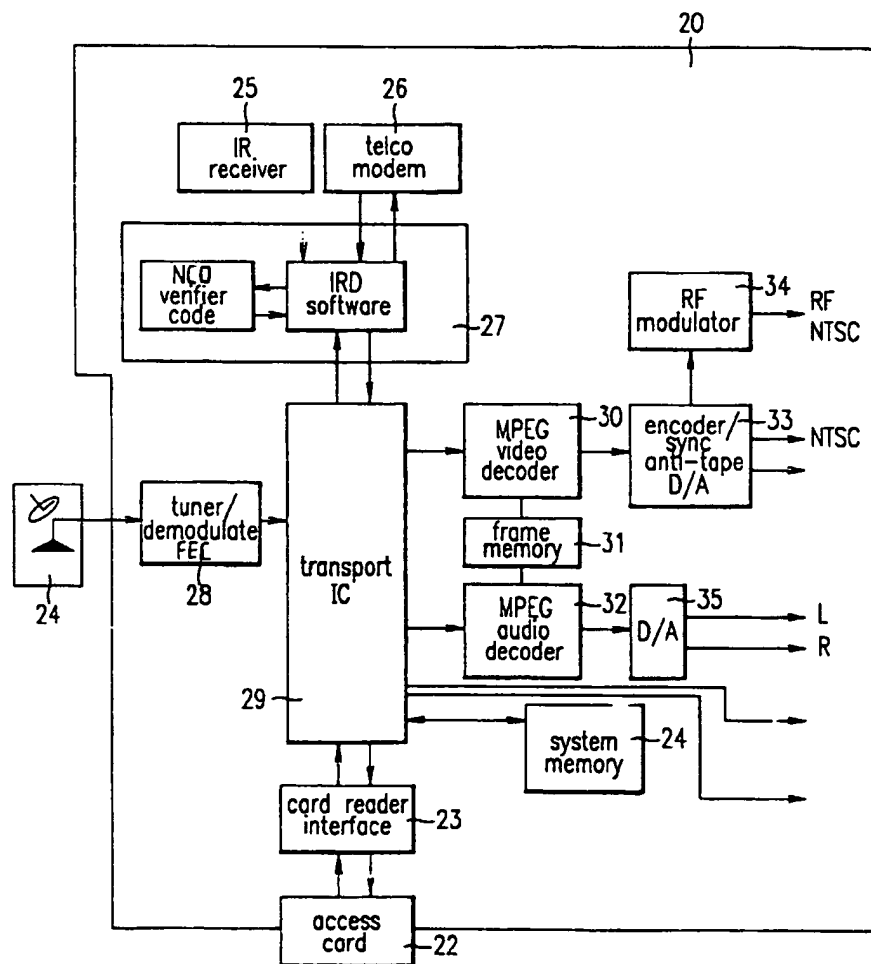 20
25
26
IR
receiver
telco
modem
NCO
verifier
code
IRD
software
27
RF
modulator
34
RF
NTSC
MPEG
video
decoder
30
encoder/
sync
anti-tape
D/A
33
NTSC
24
tuner/
demodulate
FEC
28
transport
IC
29
frame
memory
31
MPEG
audio
decoder
32
D/A
35
L
R
system
memory
24
card reader
interface
23
access
card
22